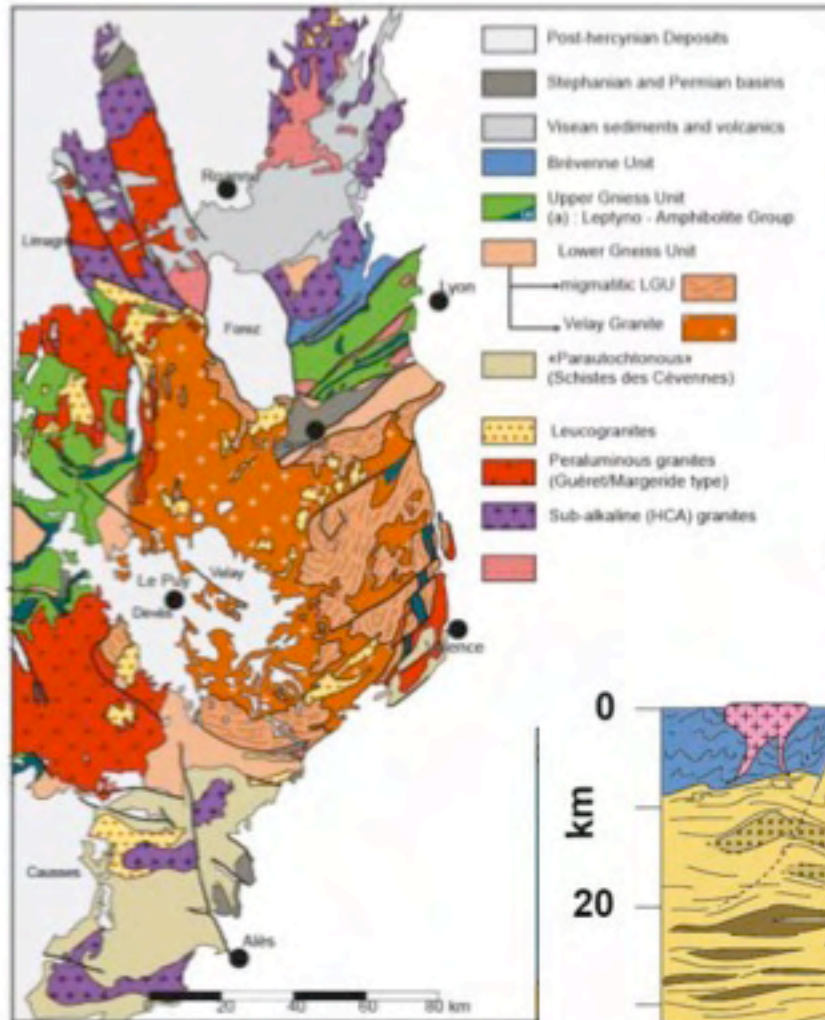 Post-hercynian Deposits
Stephanian and Permian basins
Visean sediments and volcanics
Brévenne Unit
Upper Gniess Unit
(a) : Leptyno - Amphibolite Group
Lower Gneiss Unit
migmatitic LGU
Velay Granite
«Parautochtonous»
(Schistes des Cévennes)
Leucogranites
Peraluminous granites
(Guéret/Margeride type)
Sub-alkaline (HCA) granites
Roanne
Limagne
Lyon
Forez
Le Puy
Velay
Devès
Valence
Causses
Alès
0 20 40 60 80 km
0
km
20